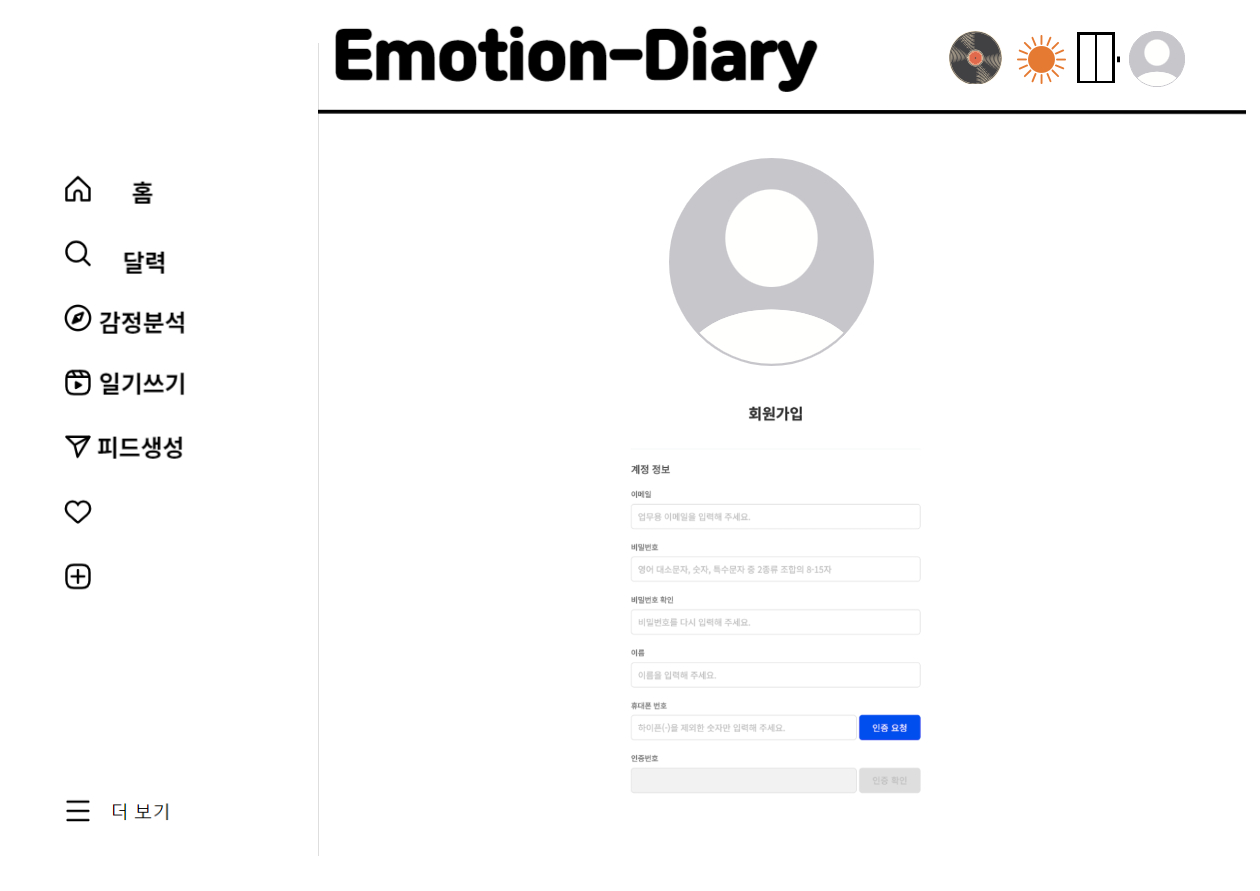 Emotion-Diary
홈
달력
감정분석
일기쓰기
피드생성
더 보기
회원가입
계정 정보
이메일
업무용 이메일을 입력해 주세요.
비밀번호
영어 대소문자, 숫자, 특수문자 중 2종류 조합의 8-15자
비밀번호 확인
비밀번호를 다시 입력해 주세요.
이름
이름을 입력해 주세요.
휴대폰 번호
하이픈(-)을 제외한 숫자만 입력해 주세요.
인증 요청
인증번호
인증 확인